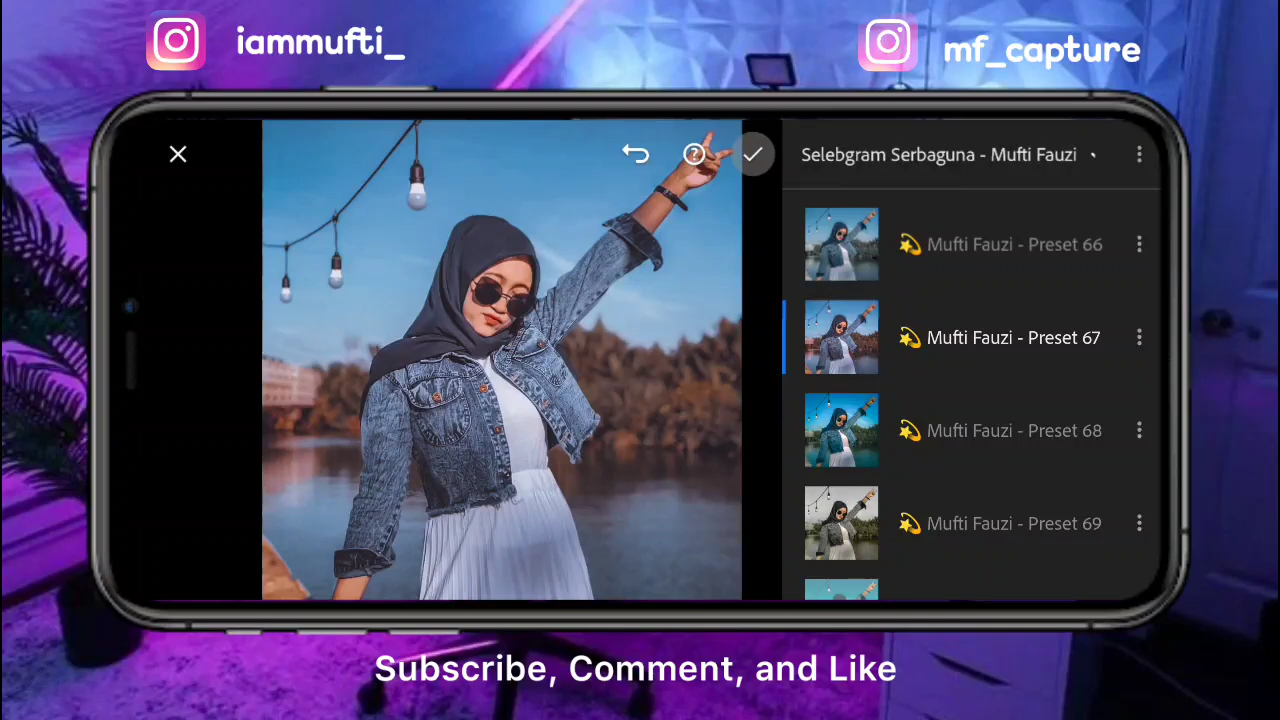 iammufti_
mf_capture
Selebgram Serbaguna - Mufti Fauzi
💫 Mufti Fauzi - Preset 66
💫 Mufti Fauzi - Preset 67
💫 Mufti Fauzi - Preset 68
💫 Mufti Fauzi - Preset 69
Subscribe, Comment, and Like